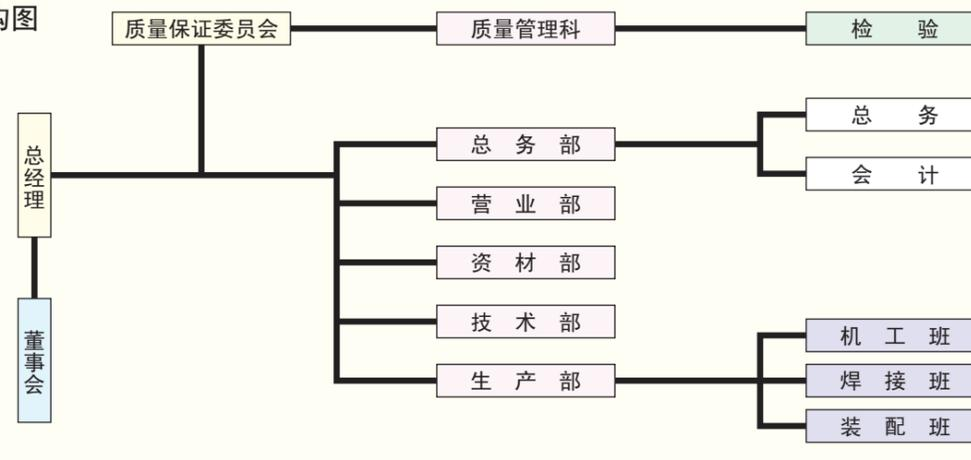 构图
质量保证委员会
质量管理科
检 验
总经理
总 务 部
总 务
会 计
营 业 部
资 材 部
技 术 部
生 产 部
董事会
机 工 班
焊 接 班
装 配 班